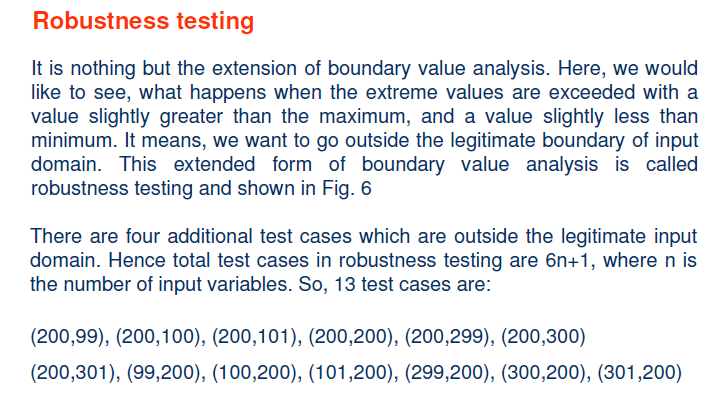 Robustness testing
It is nothing but the extension of boundary value analysis. Here, we would
like to see, what happens when the extreme values are exceeded with a
value slightly greater than the maximum, and a value slightly less than
minimum. It means, we want to go outside the legitimate boundary of input
domain. This extended form of boundary value analysis is called
robustness testing and shown in Fig. 6
There are four additional test cases which are outside the legitimate input
domain. Hence total test cases in robustness testing are 6n+1, where n is
the number of input variables. So, 13 test cases are:
(200,99), (200,100), (200,101), (200,200), (200,299), (200,300)
(200,301), (99,200), (100,200), (101,200), (299,200), (300,200), (301,200)